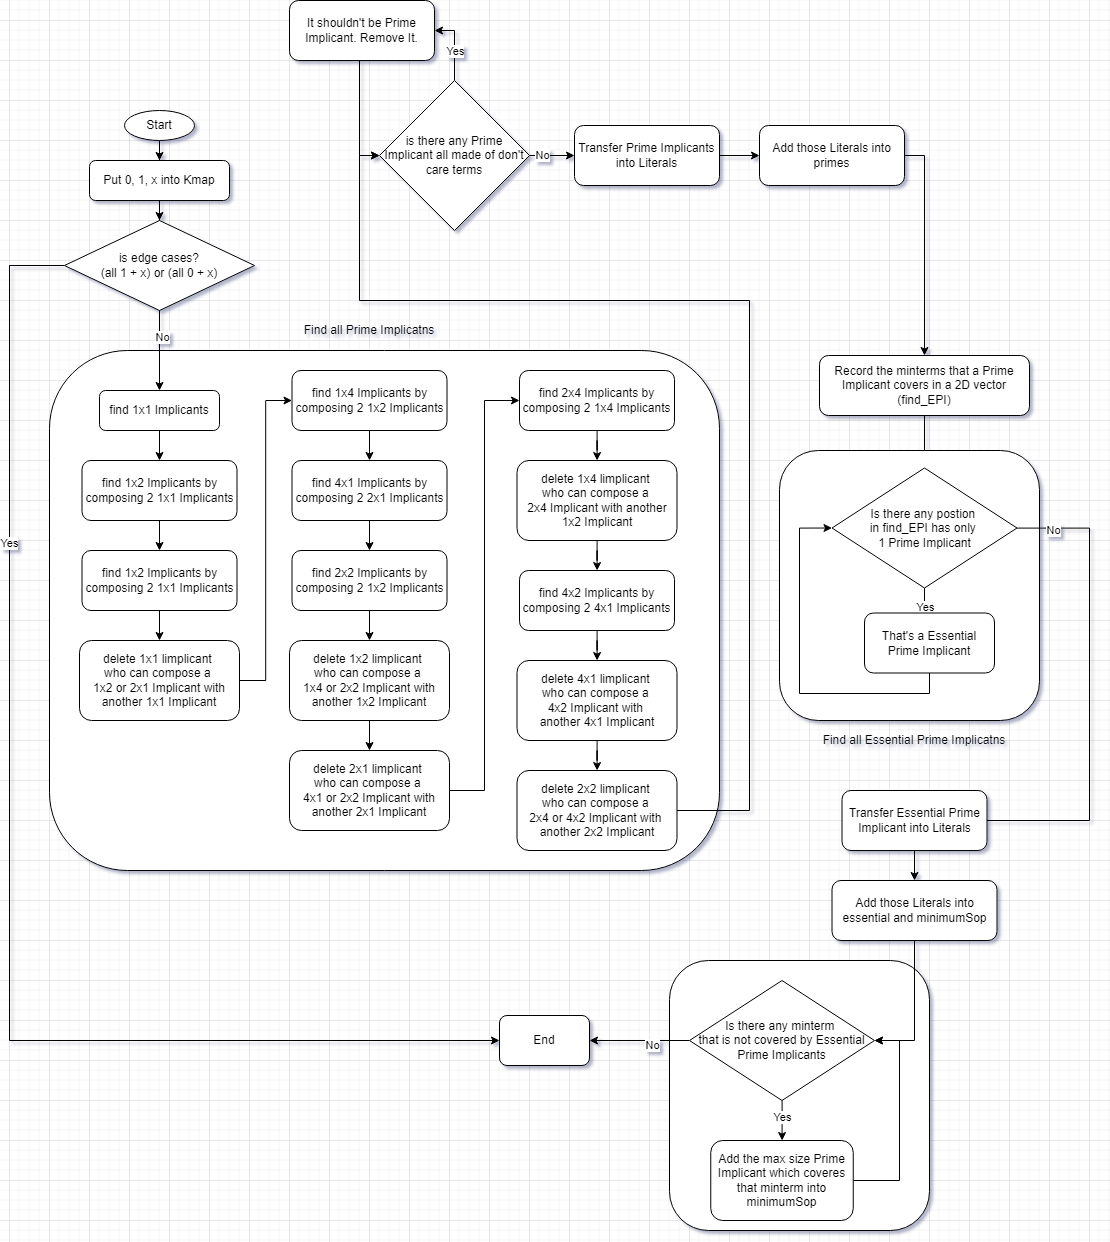 It shouldn't be Prime
Implicant. Remove It.
Yes
is there any Prime
Implicant all made of don't
care terms
No
Transfer Prime Implicants
into Literals
Add those Literals into
primes
Start
Put 0, 1, x into Kmap
is edge cases?
(all 1 + x) or (all 0 + x)
No
Yes
Find all Prime Implicatns
find 1x1 Implicants
find 1x2 Implicants by
composing 2 1x1 Implicants
find 1x2 Implicants by
composing 2 1x1 Implicants
delete 1x1 Iimplicant
who can compose a
1x2 or 2x1 Implicant with
another 1x1 Implicant
find 1x4 Implicants by
composing 2 1x2 Implicants
find 4x1 Implicants by
composing 2 2x1 Implicants
find 2x2 Implicants by
composing 2 1x2 Implicants
delete 1x2 Iimplicant
who can compose a
1x4 or 2x2 Implicant with
another 1x2 Implicant
delete 2x1 Iimplicant
who can compose a
4x1 or 2x2 Implicant with
another 2x1 Implicant
find 2x4 Implicants by
composing 2 1x4 Implicants
delete 1x4 Iimplicant
who can compose a
2x4 Implicant with another
1x2 Implicant
find 4x2 Implicants by
composing 2 4x1 Implicants
delete 4x1 Iimplicant
who can compose a
4x2 Implicant with
another 4x1 Implicant
delete 2x2 Iimplicant
who can compose a
2x4 or 4x2 Implicant with
another 2x2 Implicant
Record the minterms that a Prime
Implicant covers in a 2D vector
(find_EPI)
Is there any postion
in find_EPI has only
1 Prime Implicant
No
Yes
That's a Essential
Prime Implicant
Find all Essential Prime Implicatns
Transfer Essential Prime
Implicant into Literals
Add those Literals into
essential and minimumSop
Is there any minterm
that is not covered by Essential
Prime Implicants
No
End
Yes
Add the max size Prime
Implicant which coveres
that minterm into
minimumSop